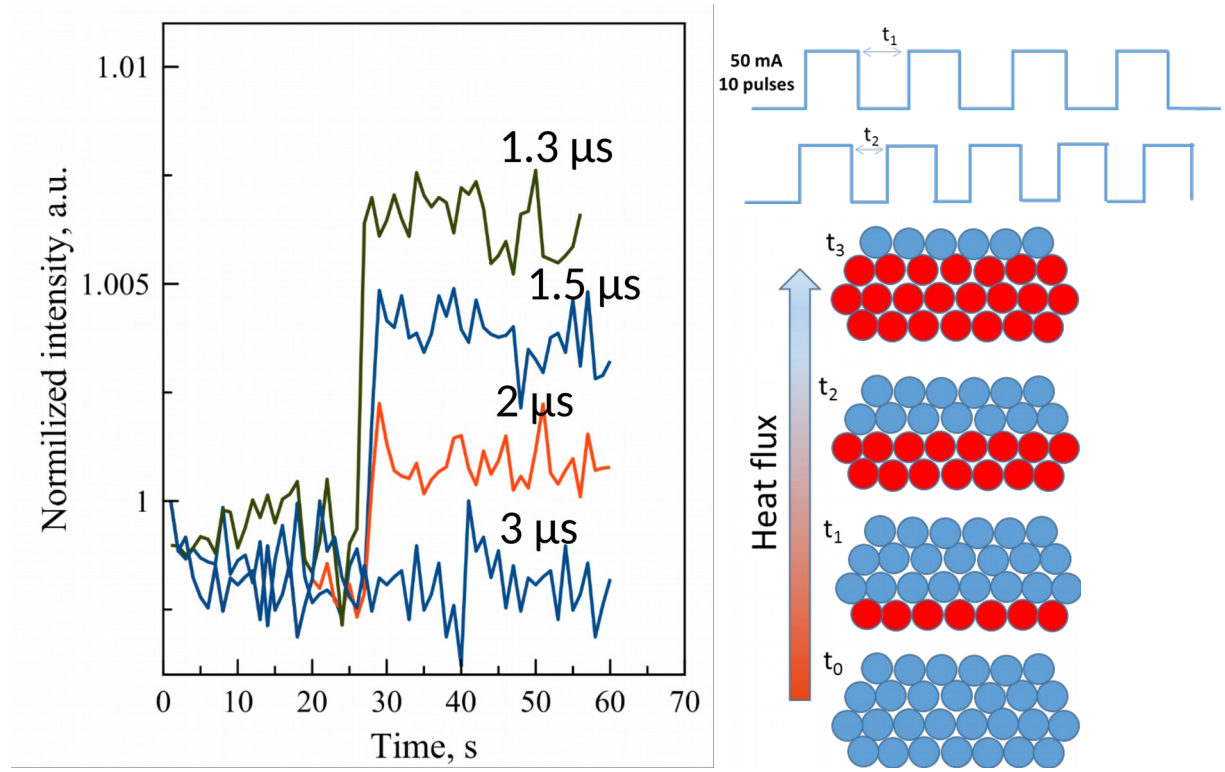 Normilized intensity, a.u.
1.01
1.005
1
0
10
20
30
40
50
60
70
Time, s
1.3 µs
1.5 µs
2 µs
3 µs
50 mA
10 pulses
t1
t2
Heat flux
t3
t2
t1
t0